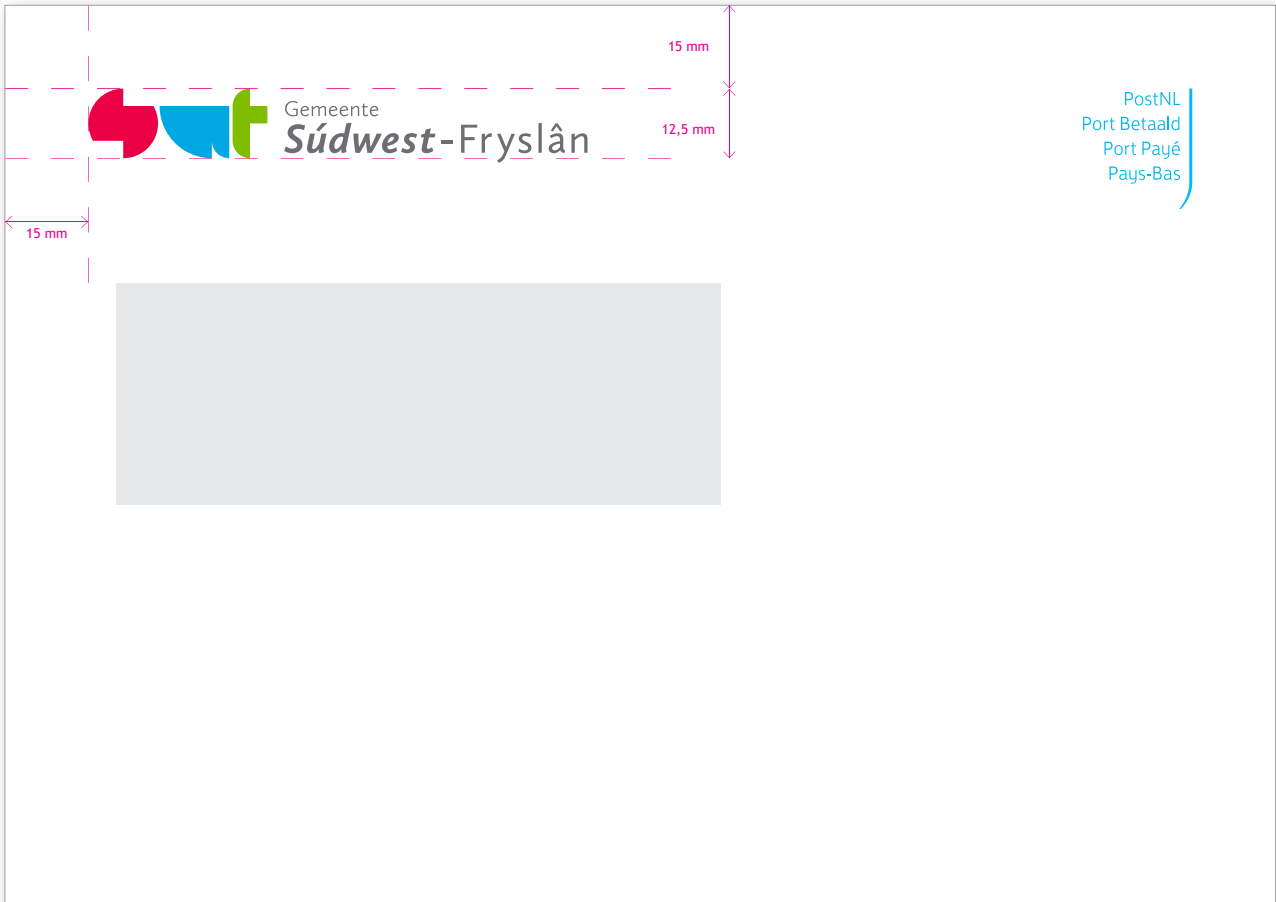 15 mm
Gemeente
Súdwest-Fryslân
12,5 mm
PostNL
Port Betaald
Port Payé
Pays-Bas
15 mm